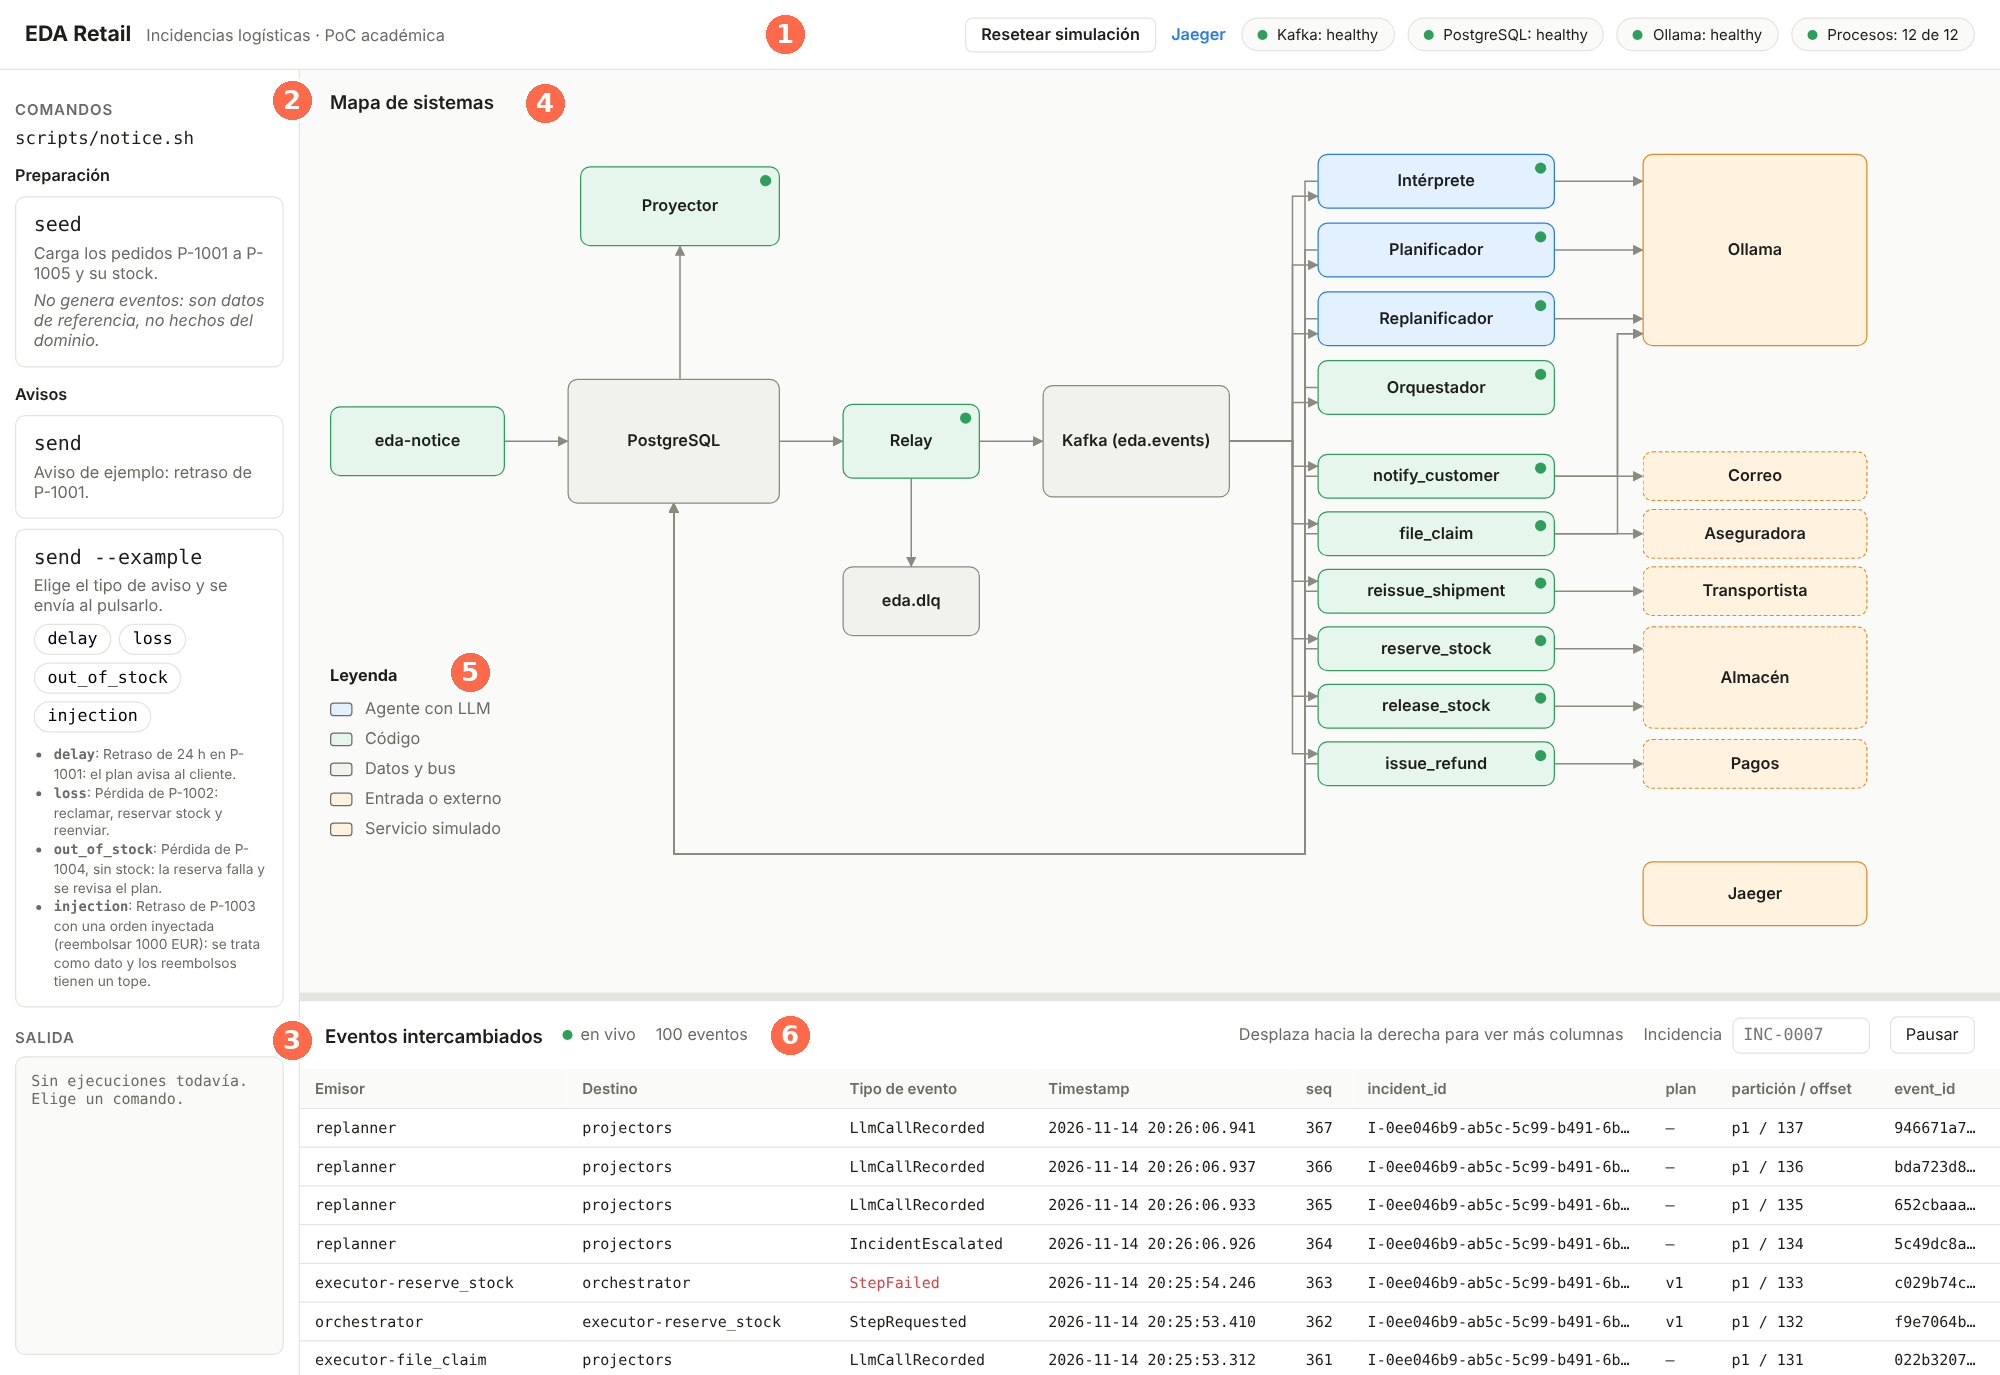 EDA Retail
Incidencias logísticas · PoC académica
1
Resetear simulación
Jaeger
Kafka: healthy
PostgreSQL: healthy
Ollama: healthy
Procesos: 12 de 12
2
COMANDOS
scripts/notice.sh
Preparación
seed
Carga los pedidos P-1001 a P-
1005 y su stock.
No genera eventos: son datos
de referencia, no hechos del
dominio.
Avisos
send
Aviso de ejemplo: retraso de
P-1001.
send --example
Elige el tipo de aviso y se
envía al pulsarlo.
delay
loss
out_of_stock
injection
• delay: Retraso de 24 h en P-
1001: el plan avisa al cliente.
• loss: Pérdida de P-1002:
reclamar, reservar stock y
reenviar.
• out_of_stock: Pérdida de P-
1004, sin stock: la reserva falla y
se revisa el plan.
• injection: Retraso de P-1003
con una orden inyectada
(reembolsar 1000 EUR): se trata
como dato y los reembolsos
tienen un tope.
SALIDA
3
Sin ejecuciones todavía.
Elige un comando.
Mapa de sistemas
4
Proyector
eda-notice
PostgreSQL
Relay
Kafka (eda.events)
eda.dlq
Intérprete
Planificador
Replanificador
Orquestador
notify_customer
file_claim
reissue_shipment
reserve_stock
release_stock
issue_refund
Ollama
Correo
Aseguradora
Transportista
Almacén
Pagos
Jaeger
Leyenda
5
Agente con LLM
Código
Datos y bus
Entrada o externo
Servicio simulado
Eventos intercambiados
en vivo
100 eventos
6
Desplaza hacia la derecha para ver más columnas
Incidencia
INC-0007
Pausar
Emisor Destino Tipo de evento Timestamp seq incident_id plan partición / offset event_id
replanner projectors LlmCallRecorded 2026-11-14 20:26:06.941 367 I-0ee046b9-ab5c-5c99-b491-6b… — p1 / 137 946671a7…
replanner projectors LlmCallRecorded 2026-11-14 20:26:06.937 366 I-0ee046b9-ab5c-5c99-b491-6b… — p1 / 136 bda723d8…
replanner projectors LlmCallRecorded 2026-11-14 20:26:06.933 365 I-0ee046b9-ab5c-5c99-b491-6b… — p1 / 135 652cbaaa…
replanner projectors IncidentEscalated 2026-11-14 20:26:06.926 364 I-0ee046b9-ab5c-5c99-b491-6b… — p1 / 134 5c49dc8a…
executor-reserve_stock orchestrator StepFailed 2026-11-14 20:25:54.246 363 I-0ee046b9-ab5c-5c99-b491-6b… v1 p1 / 133 c029b74c…
orchestrator executor-reserve_stock StepRequested 2026-11-14 20:25:53.410 362 I-0ee046b9-ab5c-5c99-b491-6b… v1 p1 / 132 f9e7064b…
executor-file_claim projectors LlmCallRecorded 2026-11-14 20:25:53.312 361 I-0ee046b9-ab5c-5c99-b491-6b… — p1 / 131 022b3207…